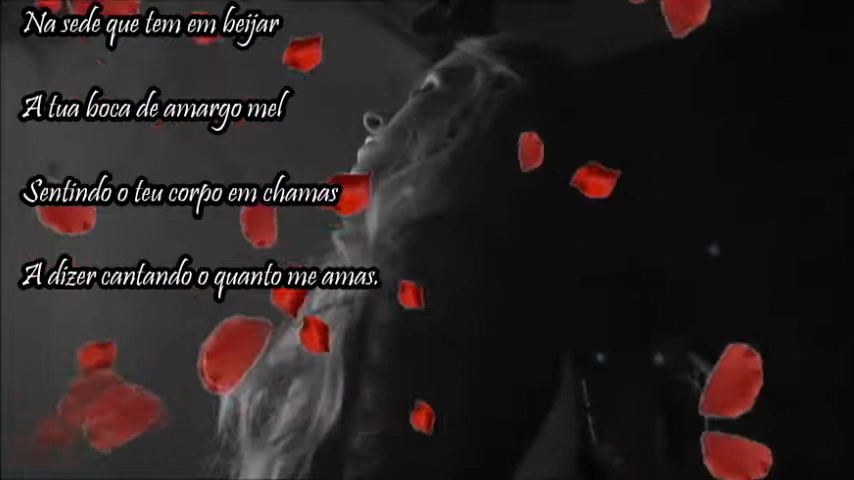 Na sede que tem em beijar
A tua boca de amargo mel
Sentindo o teu corpo em chamas
A dizer cantando o quanto me amas.